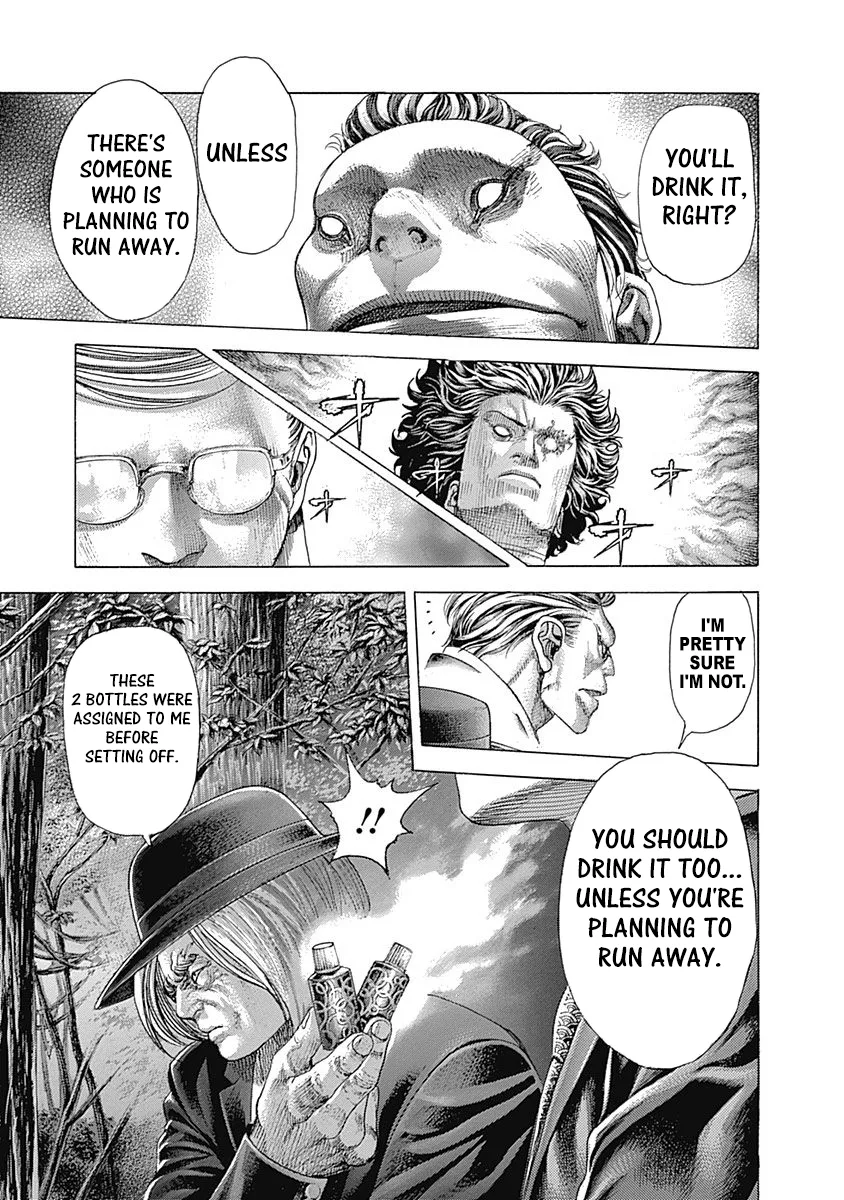 YOU'LL
DRINK IT,
RIGHT?
UNLESS
THERE'S
SOMEONE
WHO IS
PLANNING TO
RUN AWAY.
I'M
PRETTY
SURE
I'M NOT.
YOU SHOULD
DRINK IT TOO...
UNLESS YOU'RE
PLANNING TO
RUN AWAY.
!!
THESE
2 BOTTLES WERE
ASSIGNED TO ME
BEFORE
SETTING OFF.